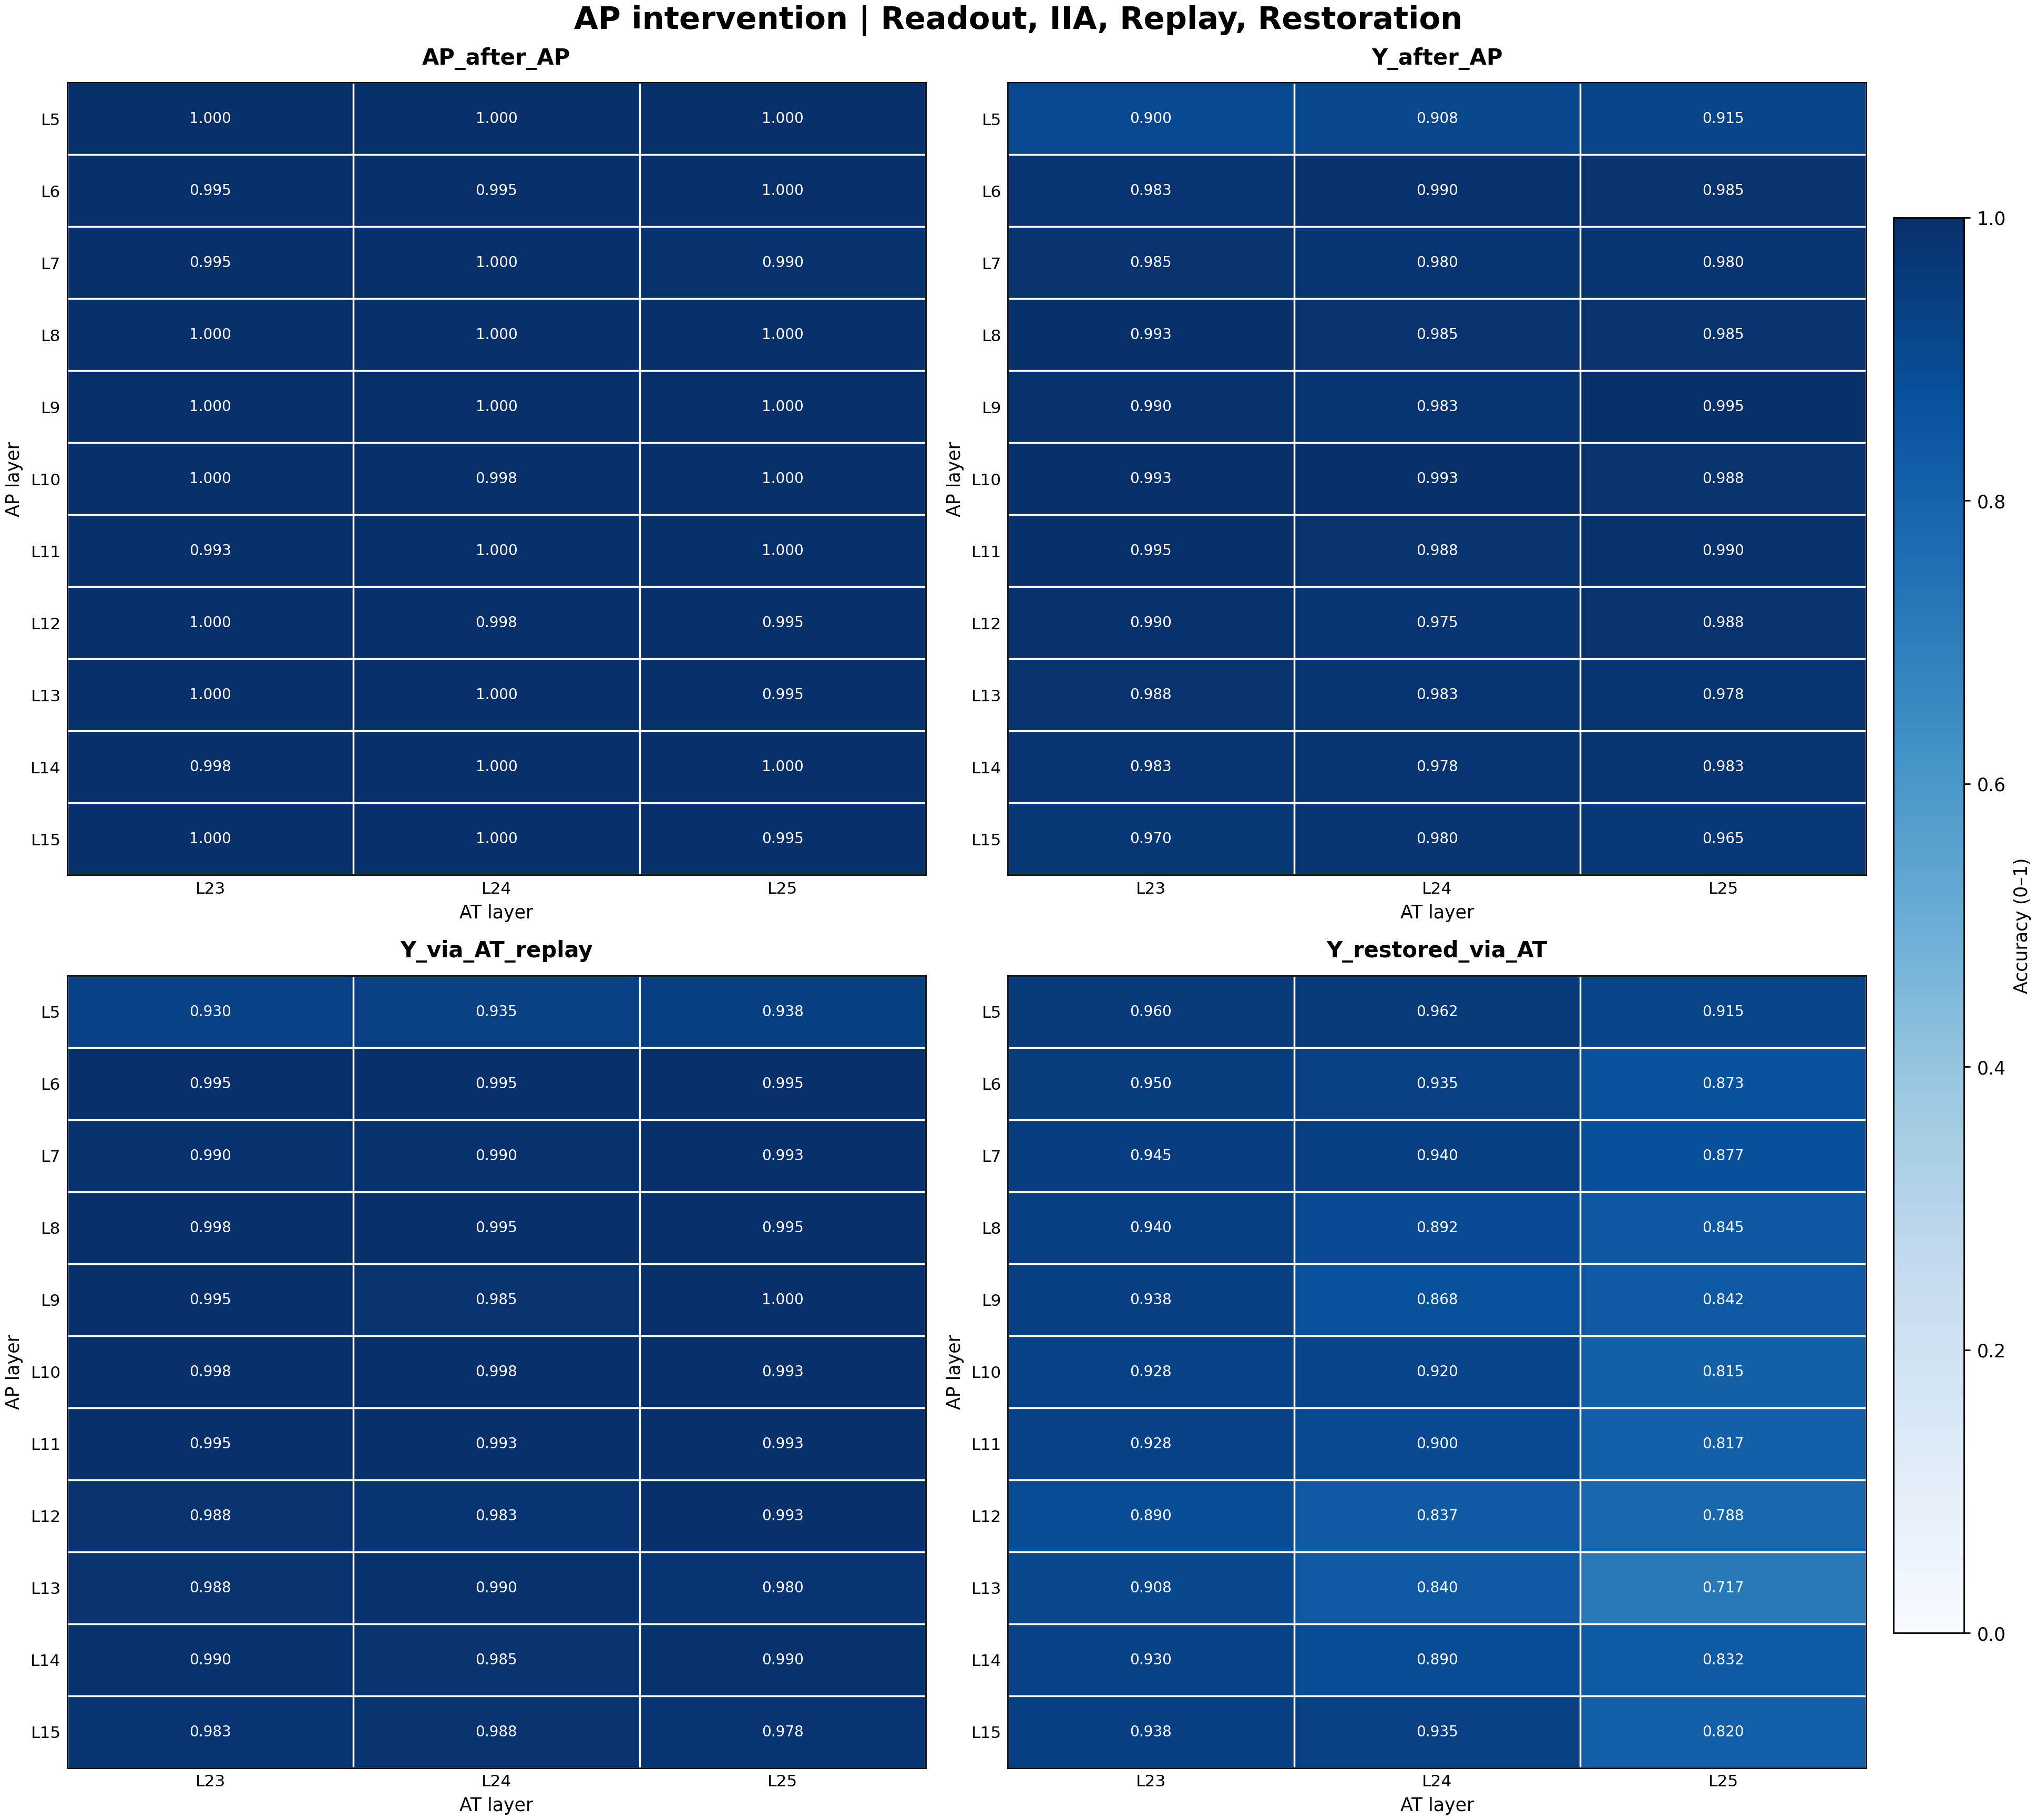 AP intervention | Readout, IIA, Replay, Restoration
AP_after_AP
AP layer
L5 1.000 1.000 1.000
L6 0.995 0.995 1.000
L7 0.995 1.000 0.990
L8 1.000 1.000 1.000
L9 1.000 1.000 1.000
L10 1.000 0.998 1.000
L11 0.993 1.000 1.000
L12 1.000 0.998 0.995
L13 1.000 1.000 0.995
L14 0.998 1.000 1.000
L15 1.000 1.000 0.995
L23 L24 L25
AT layer
Y_after_AP
AP layer
L5 0.900 0.908 0.915
L6 0.983 0.990 0.985
L7 0.985 0.980 0.980
L8 0.993 0.985 0.985
L9 0.990 0.983 0.995
L10 0.993 0.993 0.988
L11 0.995 0.988 0.990
L12 0.990 0.975 0.988
L13 0.988 0.983 0.978
L14 0.983 0.978 0.983
L15 0.970 0.980 0.965
L23 L24 L25
AT layer
Y_via_AT_replay
AP layer
L5 0.930 0.935 0.938
L6 0.995 0.995 0.995
L7 0.990 0.990 0.993
L8 0.998 0.995 0.995
L9 0.995 0.985 1.000
L10 0.998 0.998 0.993
L11 0.995 0.993 0.993
L12 0.988 0.983 0.993
L13 0.988 0.990 0.980
L14 0.990 0.985 0.990
L15 0.983 0.988 0.978
L23 L24 L25
AT layer
Y_restored_via_AT
AP layer
L5 0.960 0.962 0.915
L6 0.950 0.935 0.873
L7 0.945 0.940 0.877
L8 0.940 0.892 0.845
L9 0.938 0.868 0.842
L10 0.928 0.920 0.815
L11 0.928 0.900 0.817
L12 0.890 0.837 0.788
L13 0.908 0.840 0.717
L14 0.930 0.890 0.832
L15 0.938 0.935 0.820
L23 L24 L25
AT layer
1.0
0.8
0.6
0.4
0.2
0.0
Accuracy (0–1)